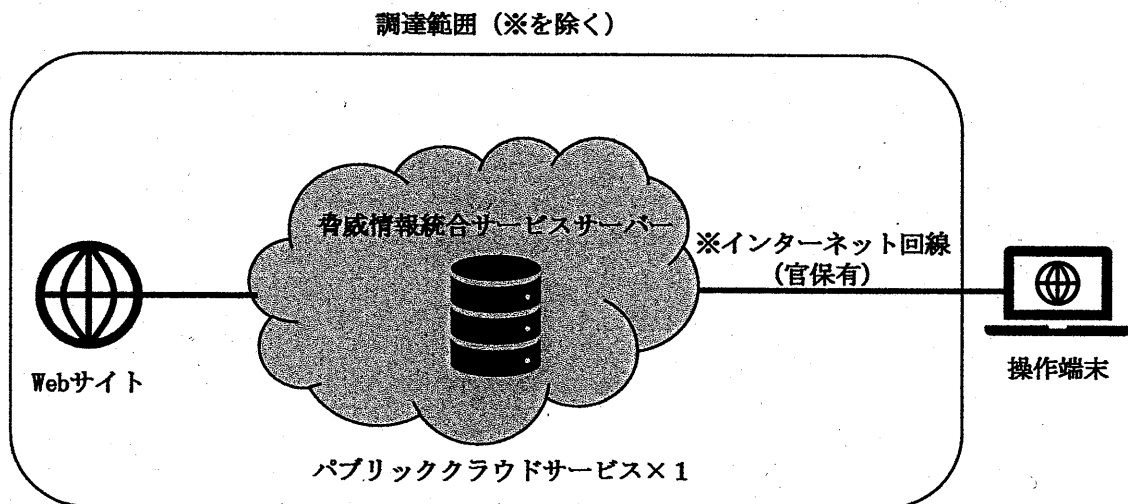 調達範囲（※を除く）
脅威情報統合サービスサーバー
※インターネット回線
（官保有）
Webサイト
操作端末
パブリッククラウドサービス×１